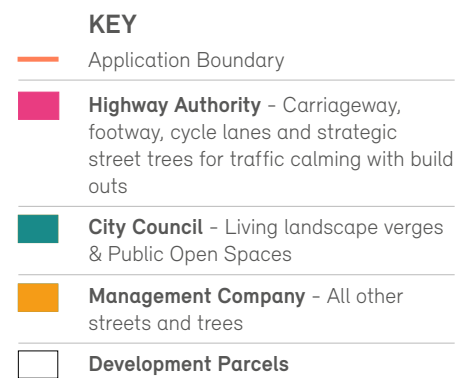 KEY
Application Boundary
Highway Authority - Carriageway,
footway, cycle lanes and strategic
street trees for traffic calming with build
outs
City Council - Living landscape verges
& Public Open Spaces
Management Company - All other
streets and trees
Development Parcels